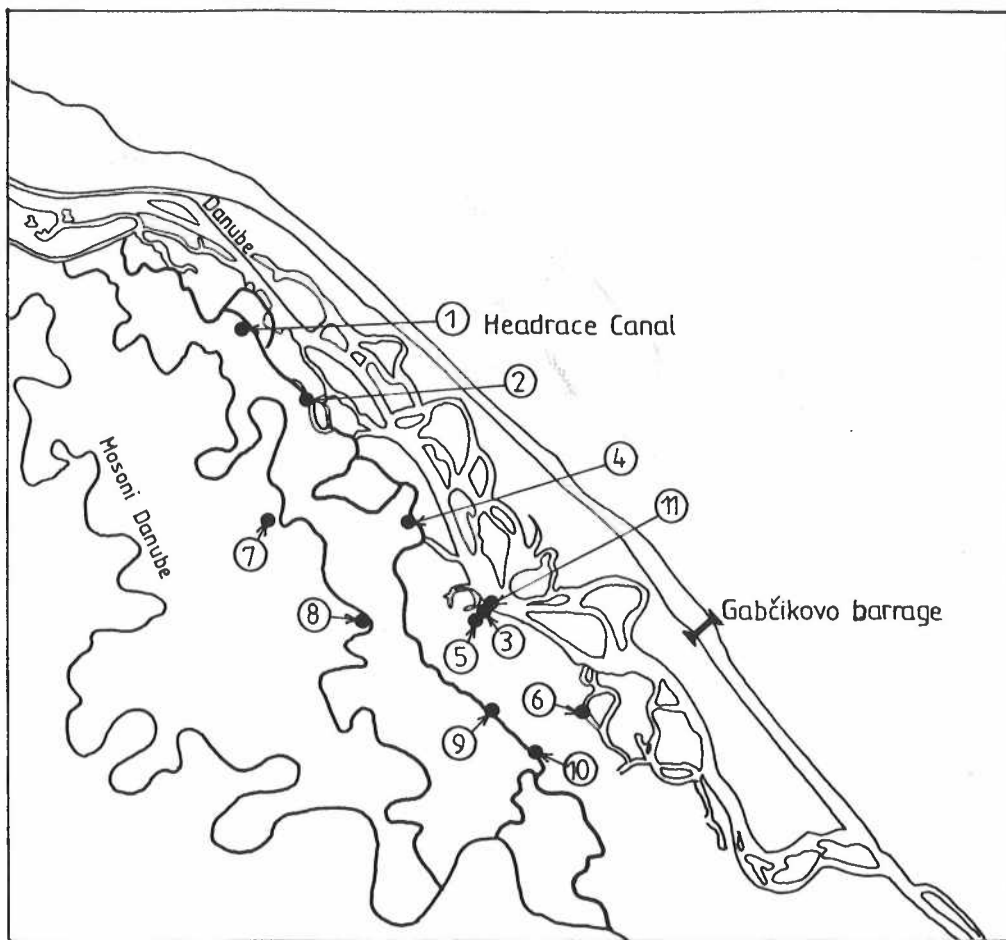 Danube
① Headrace Canal
②
④
Mosoni Danube
⑪
⑦
Gabčikovo barrage
⑧
⑤
③
⑥
⑨
⑩